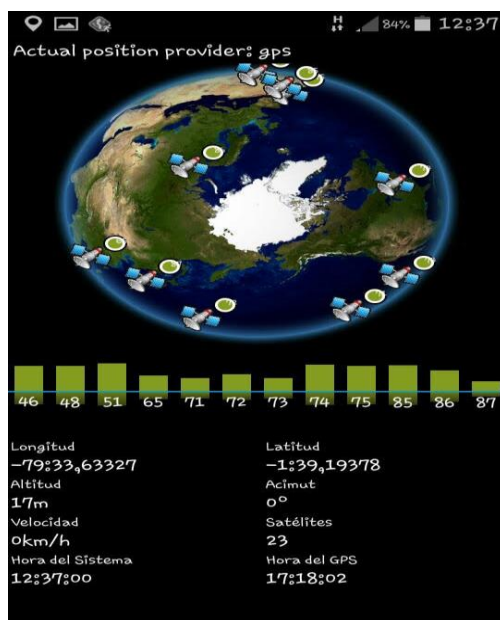 H 84% 12:37
Actual position provider: gps
46 48 51 65 71 72 73 74 75 85 86 87
Longitud Latitud
-79:33,63327 -1:39,19378
Altitud Acimut
17m 0°
Velocidad Satélites
0km/h 23
Hora del Sistema Hora del GPS
12:37:00 17:18:02